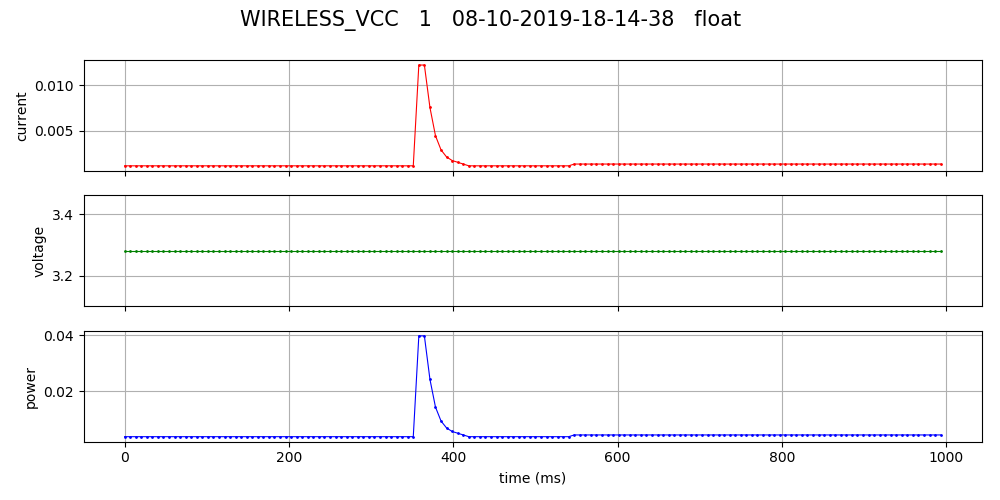 WIRELESS_VCC 1 08-10-2019-18-14-38 float
0.010
0.005
current
3.4
3.2
voltage
0.04
0.02
power
0 200 400 600 800 1000
time (ms)